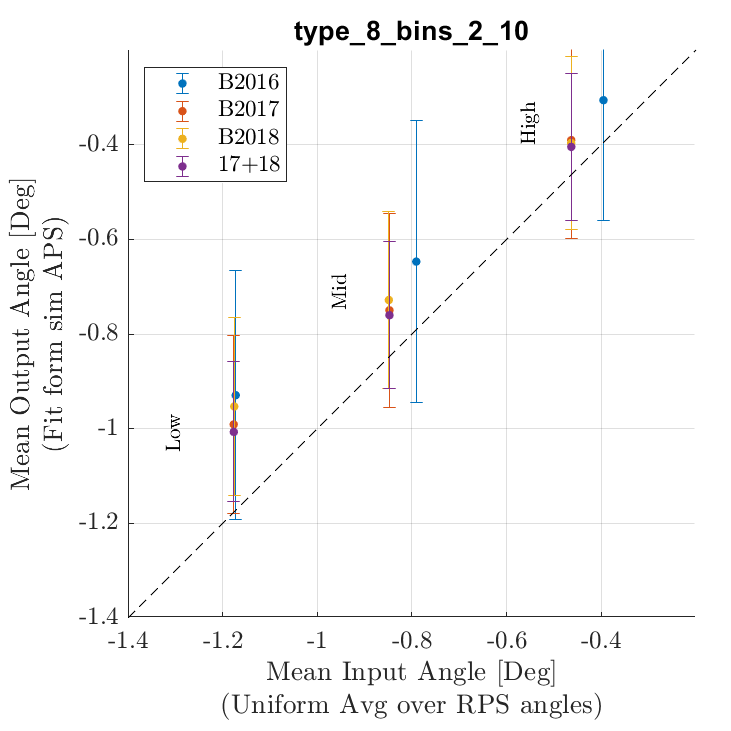 type_8_bins_2_10
B2016
B2017
B2018
17+18
High
Mid
Low
-0.4
-0.6
-0.8
-1
-1.2
-1.4
-1.4
-1.2
-1
-0.8
-0.6
-0.4
Mean Output Angle [Deg]
(Fit form sim APS)
Mean Input Angle [Deg]
(Uniform Avg over RPS angles)